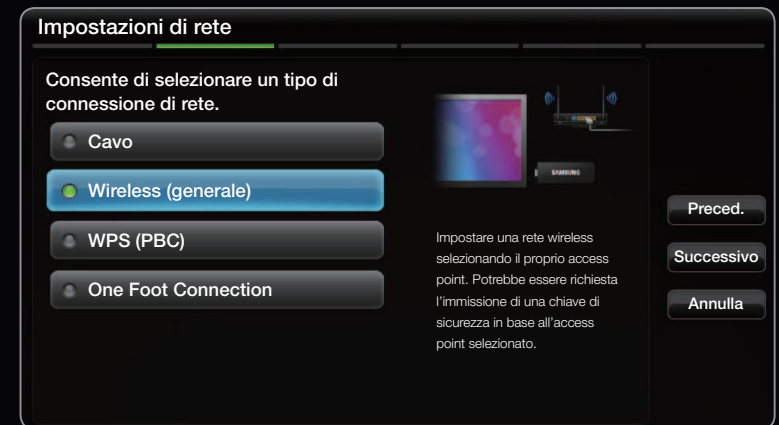 Impostazioni di rete
Consente di selezionare un tipo di
connessione di rete.
Cavo
Wireless (generale)
WPS (PBC)
One Foot Connection
SAMSUNG
Impostare una rete wireless
selezionando il proprio access
point. Potrebbe essere richiesta
l'immissione di una chiave di
sicurezza in base all'access
point selezionato.
Preced.
Successivo
Annulla